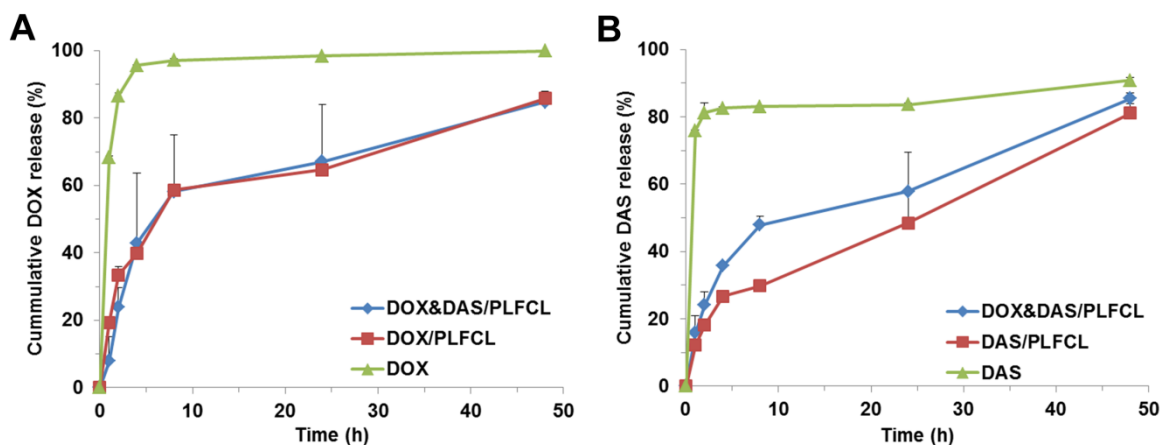 A
Cummulative DOX release (%)
100
80
60
40
20
0
0
10
20
30
40
50
Time (h)
DOX&DAS/PLFCL
DOX/PLFCL
DOX
B
Cumulative DAS release (%)
100
80
60
40
20
0
0
10
20
30
40
50
Time (h)
DOX&DAS/PLFCL
DAS/PLFCL
DAS